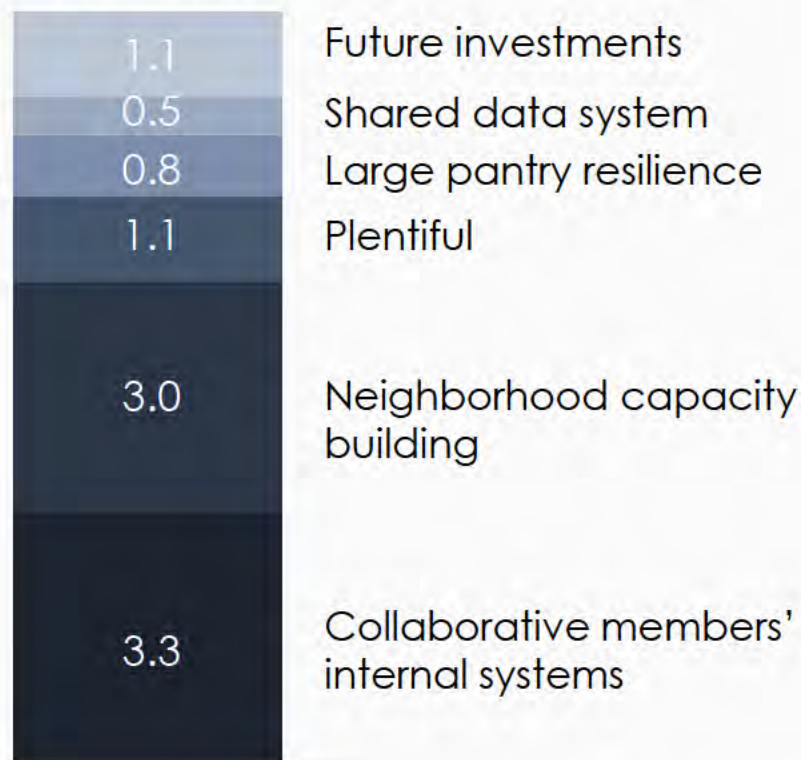 1.1 Future investments
0.5 Shared data system
0.8 Large pantry resilience
1.1 Plentiful
3.0 Neighborhood capacity
building
3.3 Collaborative members’
internal systems